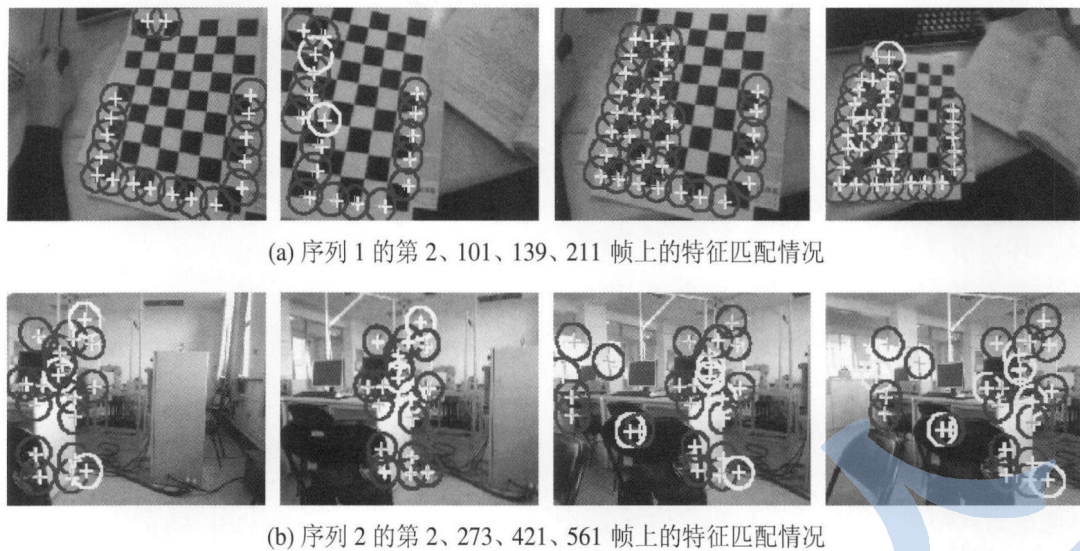 (a) 序列 1 的第 2、101、139、211 帧上的特征匹配情况
(b) 序列 2 的第 2、273、421、561 帧上的特征匹配情况